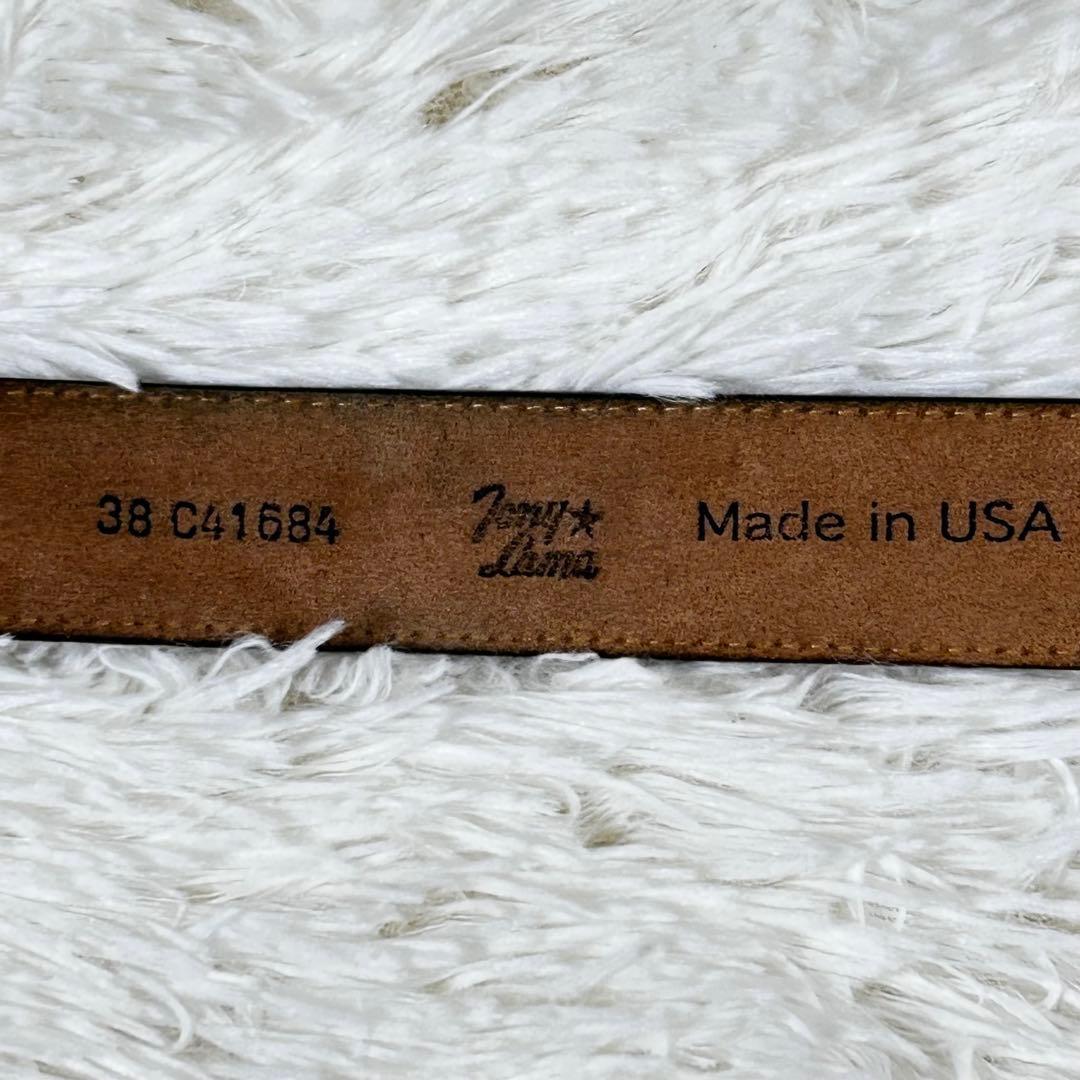 38 C41684
Tony★
Lama
Made in USA